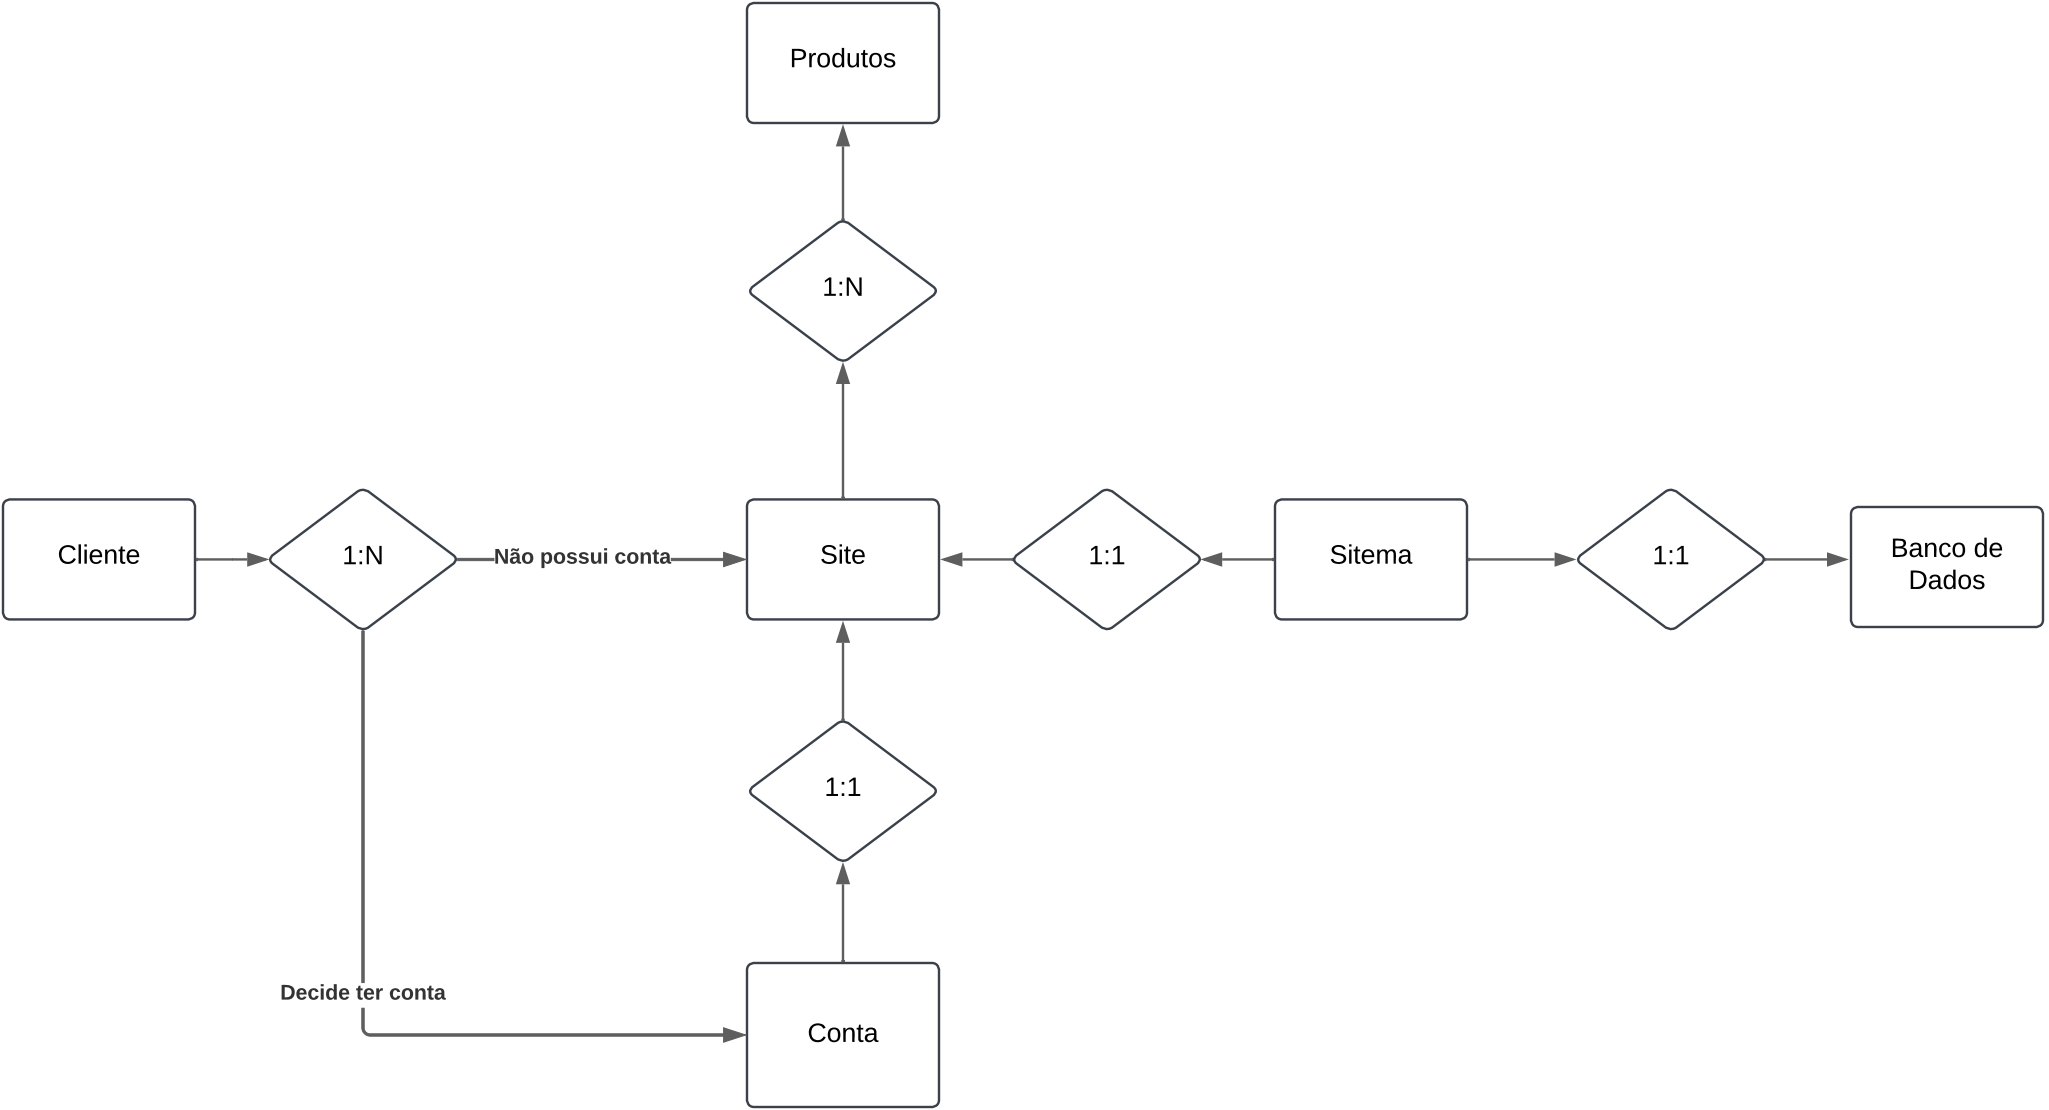 Produtos
1:N
Cliente
1:N
Não possui conta
Site
1:1
Sitema
1:1
Banco de
Dados
1:1
Decide ter conta
Conta